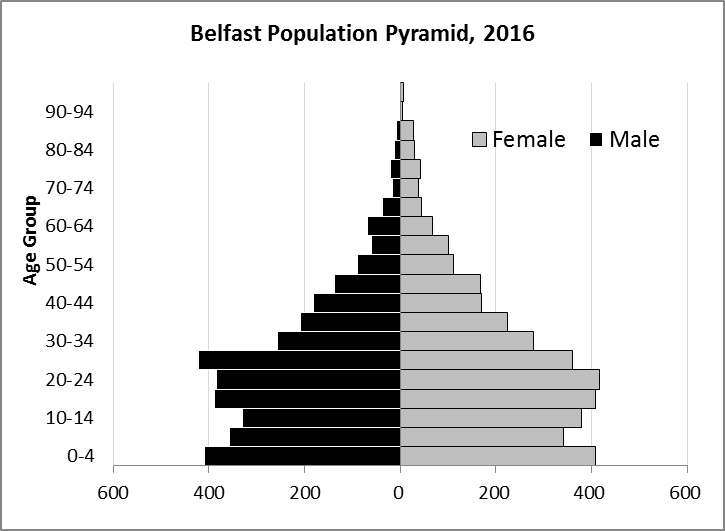 Belfast Population Pyramid, 2016
Female Male
Age Group
90-94
80-84
70-74
60-64
50-54
40-44
30-34
20-24
10-14
0-4
600 400 200 0 200 400 600